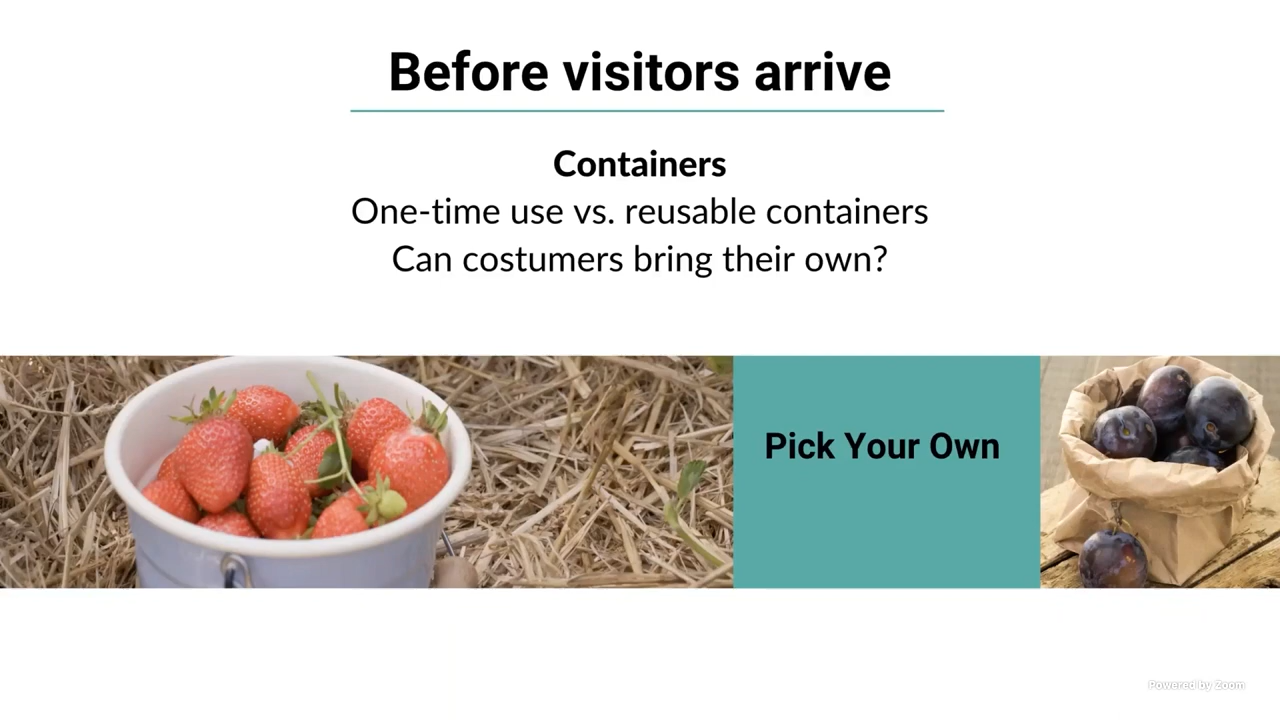 Before visitors arrive
Containers
One-time use vs. reusable containers
Can costumers bring their own?
Pick Your Own
Powered by Zoom